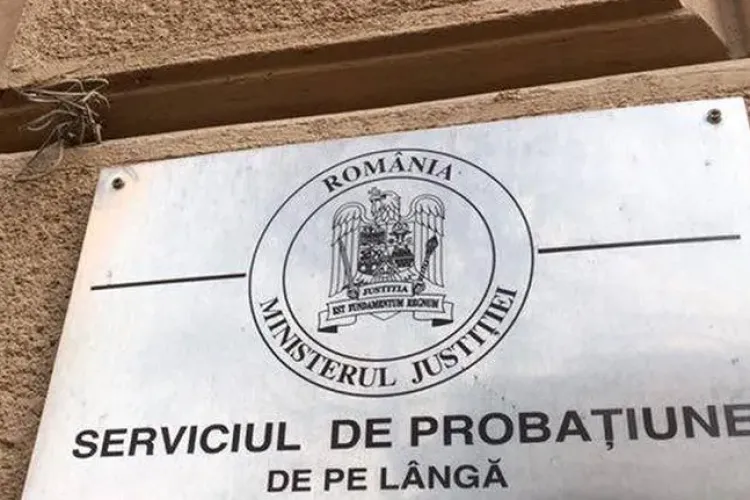 ROMÂNIA
JUSTITIA
EST FUNDAMENTUM REGNUM
MINISTERUL JUSTIȚIEI
SERVICIUL DE PROBAȚIUNE
DE PE LÂNGĂ